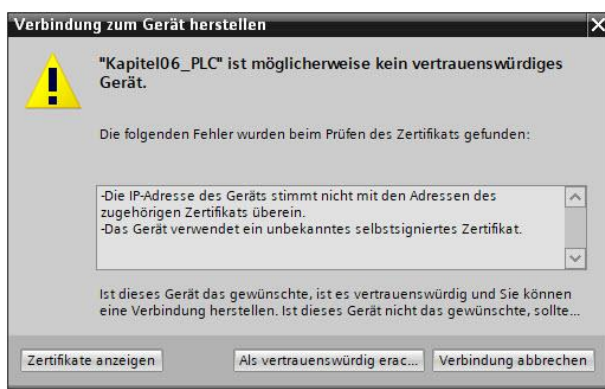 Verbindung zum Gerät herstellen
"Kapitel06_PLC" ist möglicherweise kein vertrauenswürdiges
Gerät.
Die folgenden Fehler wurden beim Prüfen des Zertifikats gefunden:
-Die IP-Adresse des Geräts stimmt nicht mit den Adressen des
zugehörigen Zertifikats überein.
-Das Gerät verwendet ein unbekanntes selbstsigniertes Zertifikat.
Ist dieses Gerät das gewünschte, ist es vertrauenswürdig und Sie können
eine Verbindung herstellen. Ist dieses Gerät nicht das gewünschte, sollte...
Zertifikate anzeigen
Als vertrauenswürdig erac...
Verbindung abbrechen